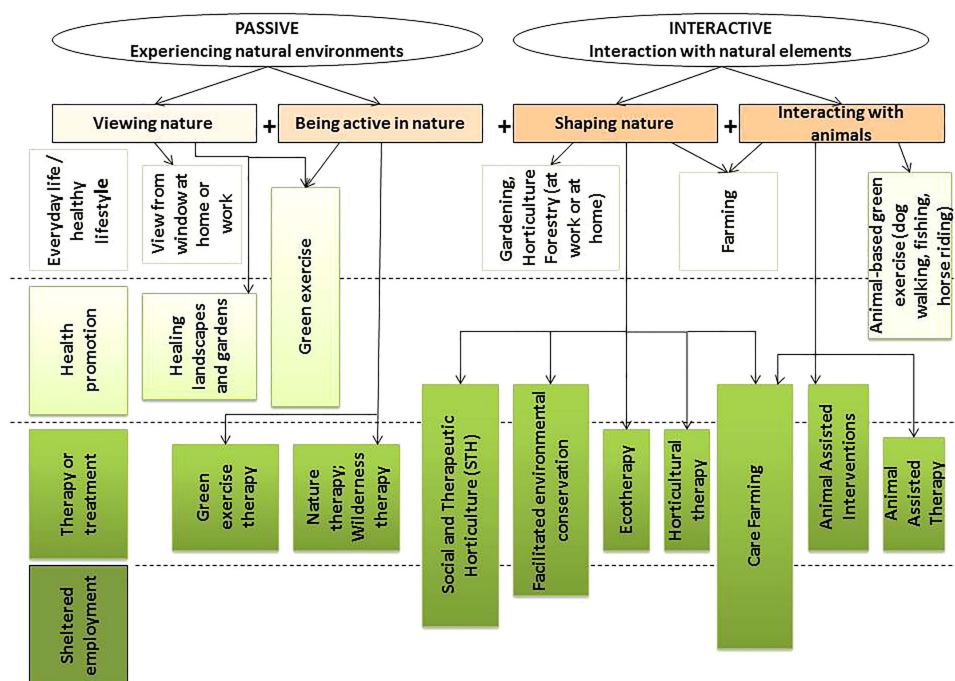 PASSIVE
Experiencing natural environments
INTERACTIVE
Interaction with natural elements
Viewing nature
+
Being active in nature
+
Shaping nature
+
Interacting with
animals
Everyday life /
healthy
lifestyle
View from
window at
home or
work
Green exercise
Gardening,
Horticulture
Forestry (at
work or at
home)
Farming
Animal-based green
exercise (dog
walking, fishing,
horse riding)
Health
promotion
Healing
landscapes
and gardens
Therapy or
treatment
Green
exercise
therapy
Nature
therapy;
Wilderness
therapy
Social and Therapeutic
Horticulture (STH)
Facilitated environmental
conservation
Ecotherapy
Horticultural
therapy
Care Farming
Animal Assisted
Interventions
Animal
Assisted
Therapy
Sheltered
employment